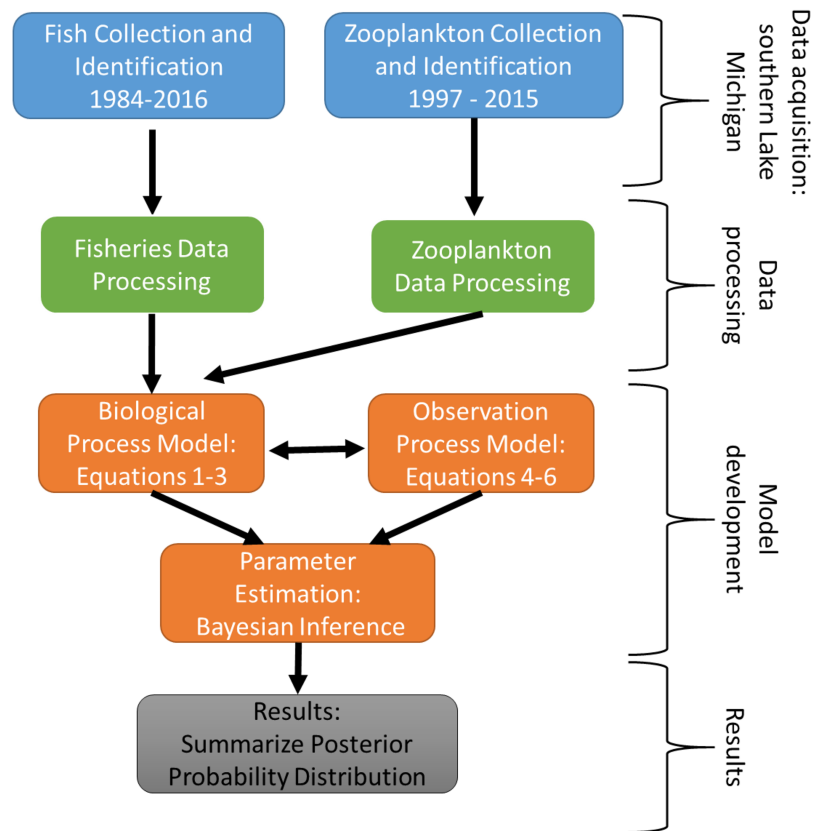 Fish Collection and
Identification
1984-2016
Zooplankton Collection
and Identification
1997 - 2015
Data acquisition:
southern Lake
Michigan
Fisheries Data
Processing
Zooplankton
Data Processing
Data
processing
Biological
Process Model:
Equations 1-3
Observation
Process Model:
Equations 4-6
Model
development
Parameter
Estimation:
Bayesian Inference
Results:
Summarize Posterior
Probability Distribution
Results